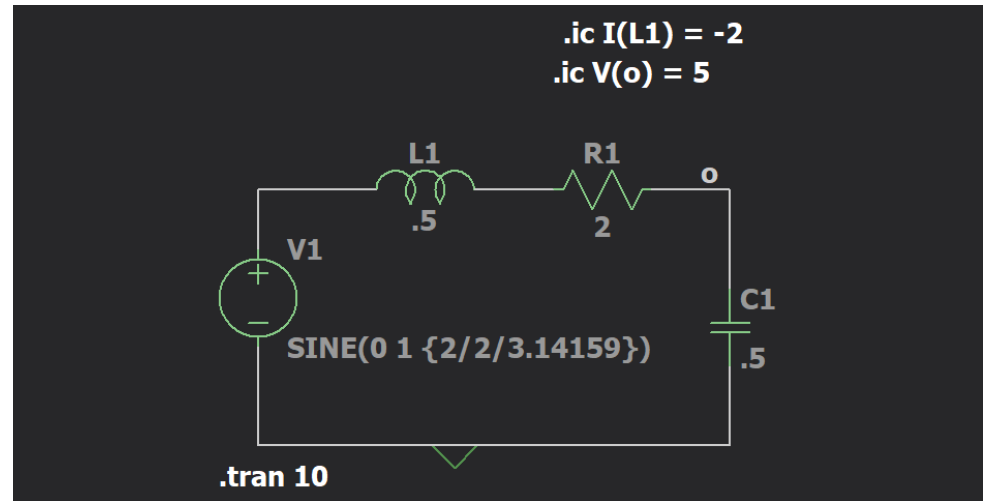 .ic I(L1) = -2
.ic V(o) = 5
L1
R1
o
.5
2
V1
C1
SINE(0 1 {2/2/3.14159})
.5
.tran 10